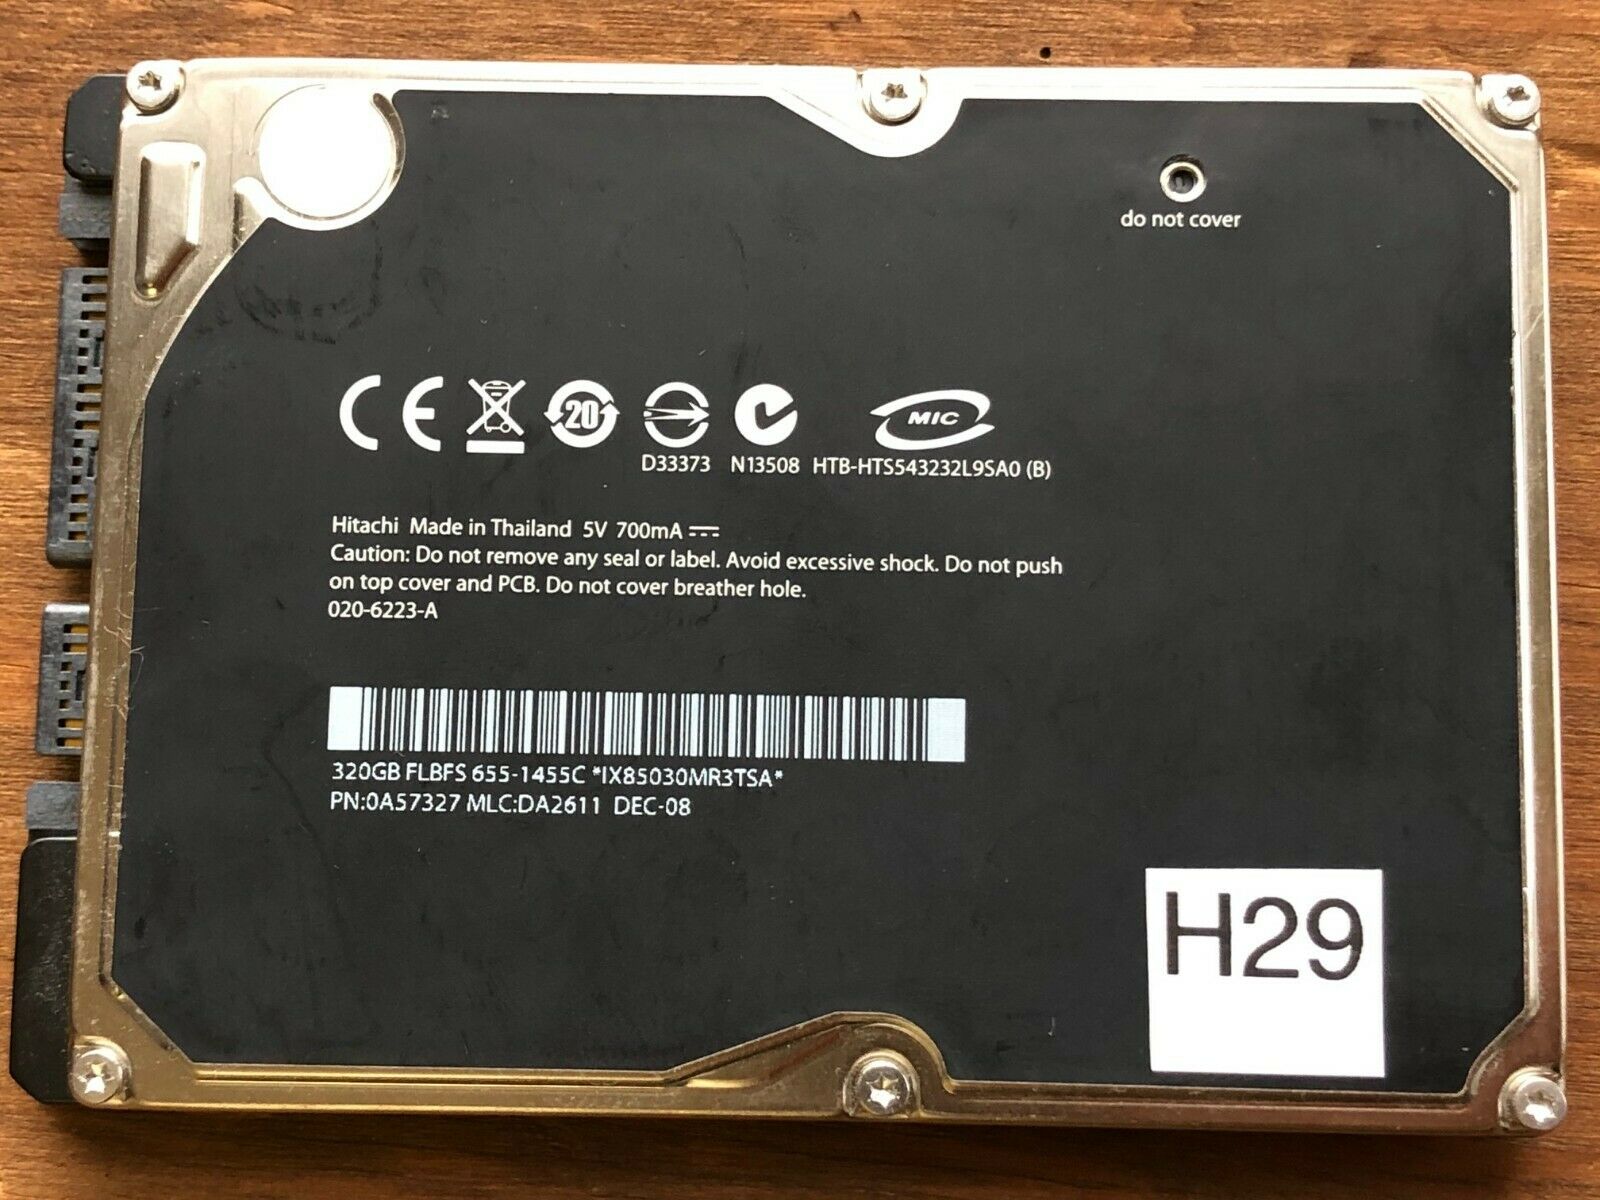 do not cover
CE
20
MIC
D33373 N13508 HTB-HTS543232L9SA0 (B)
Hitachi Made in Thailand 5V 700mA
Caution: Do not remove any seal or label. Avoid excessive shock. Do not push
on top cover and PCB. Do not cover breather hole.
020-6223-A
320GB FLBFS 655-1455C *IX85030MR3TSA*
PN:0A57327 MLC:DA2611 DEC-08
H29